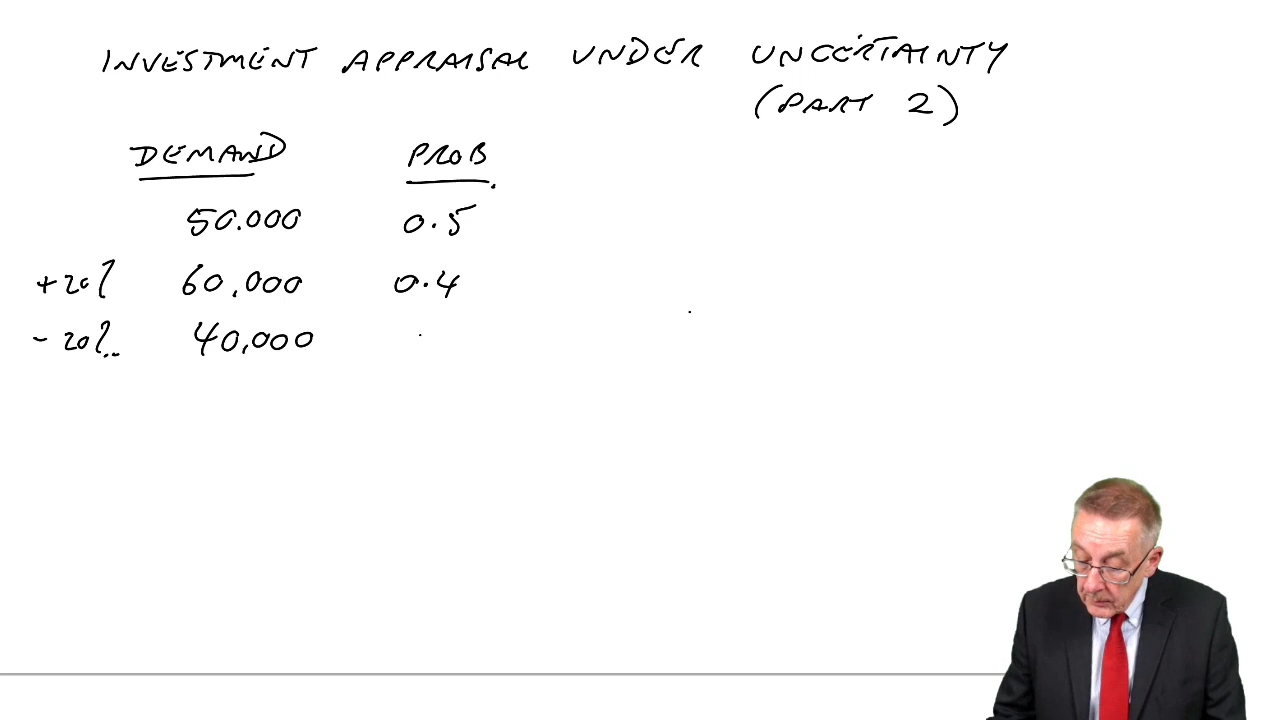 INVESTMENT APPRAISAL UNDER UNCERTAINTY
(PART 2)
DEMAND PROB
50.000 0.5
+20% 60,000 0.4
-20% 40,000